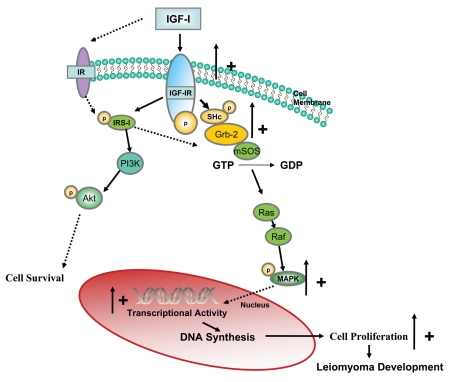 IGF-I
IR
IGF-IR
+
Cell
Membrane
p
IRS-I
p
SHc
p
Grb-2
+
mSOS
PI3K
GTP
GDP
p
Akt
Ras
Raf
p
MAPK
+
Cell Survival
+
Nucleus
Transcriptional Activity
DNA Synthesis
Cell Proliferation
+
Leiomyoma Development